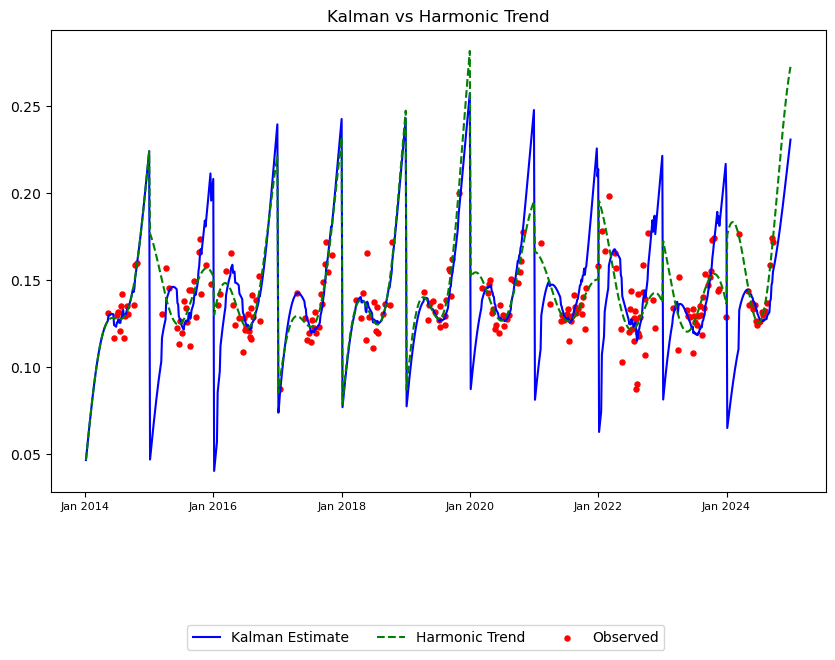 Kalman vs Harmonic Trend
0.25
0.20
0.15
0.10
0.05
Jan 2014 Jan 2016 Jan 2018 Jan 2020 Jan 2022 Jan 2024
Kalman Estimate Harmonic Trend Observed